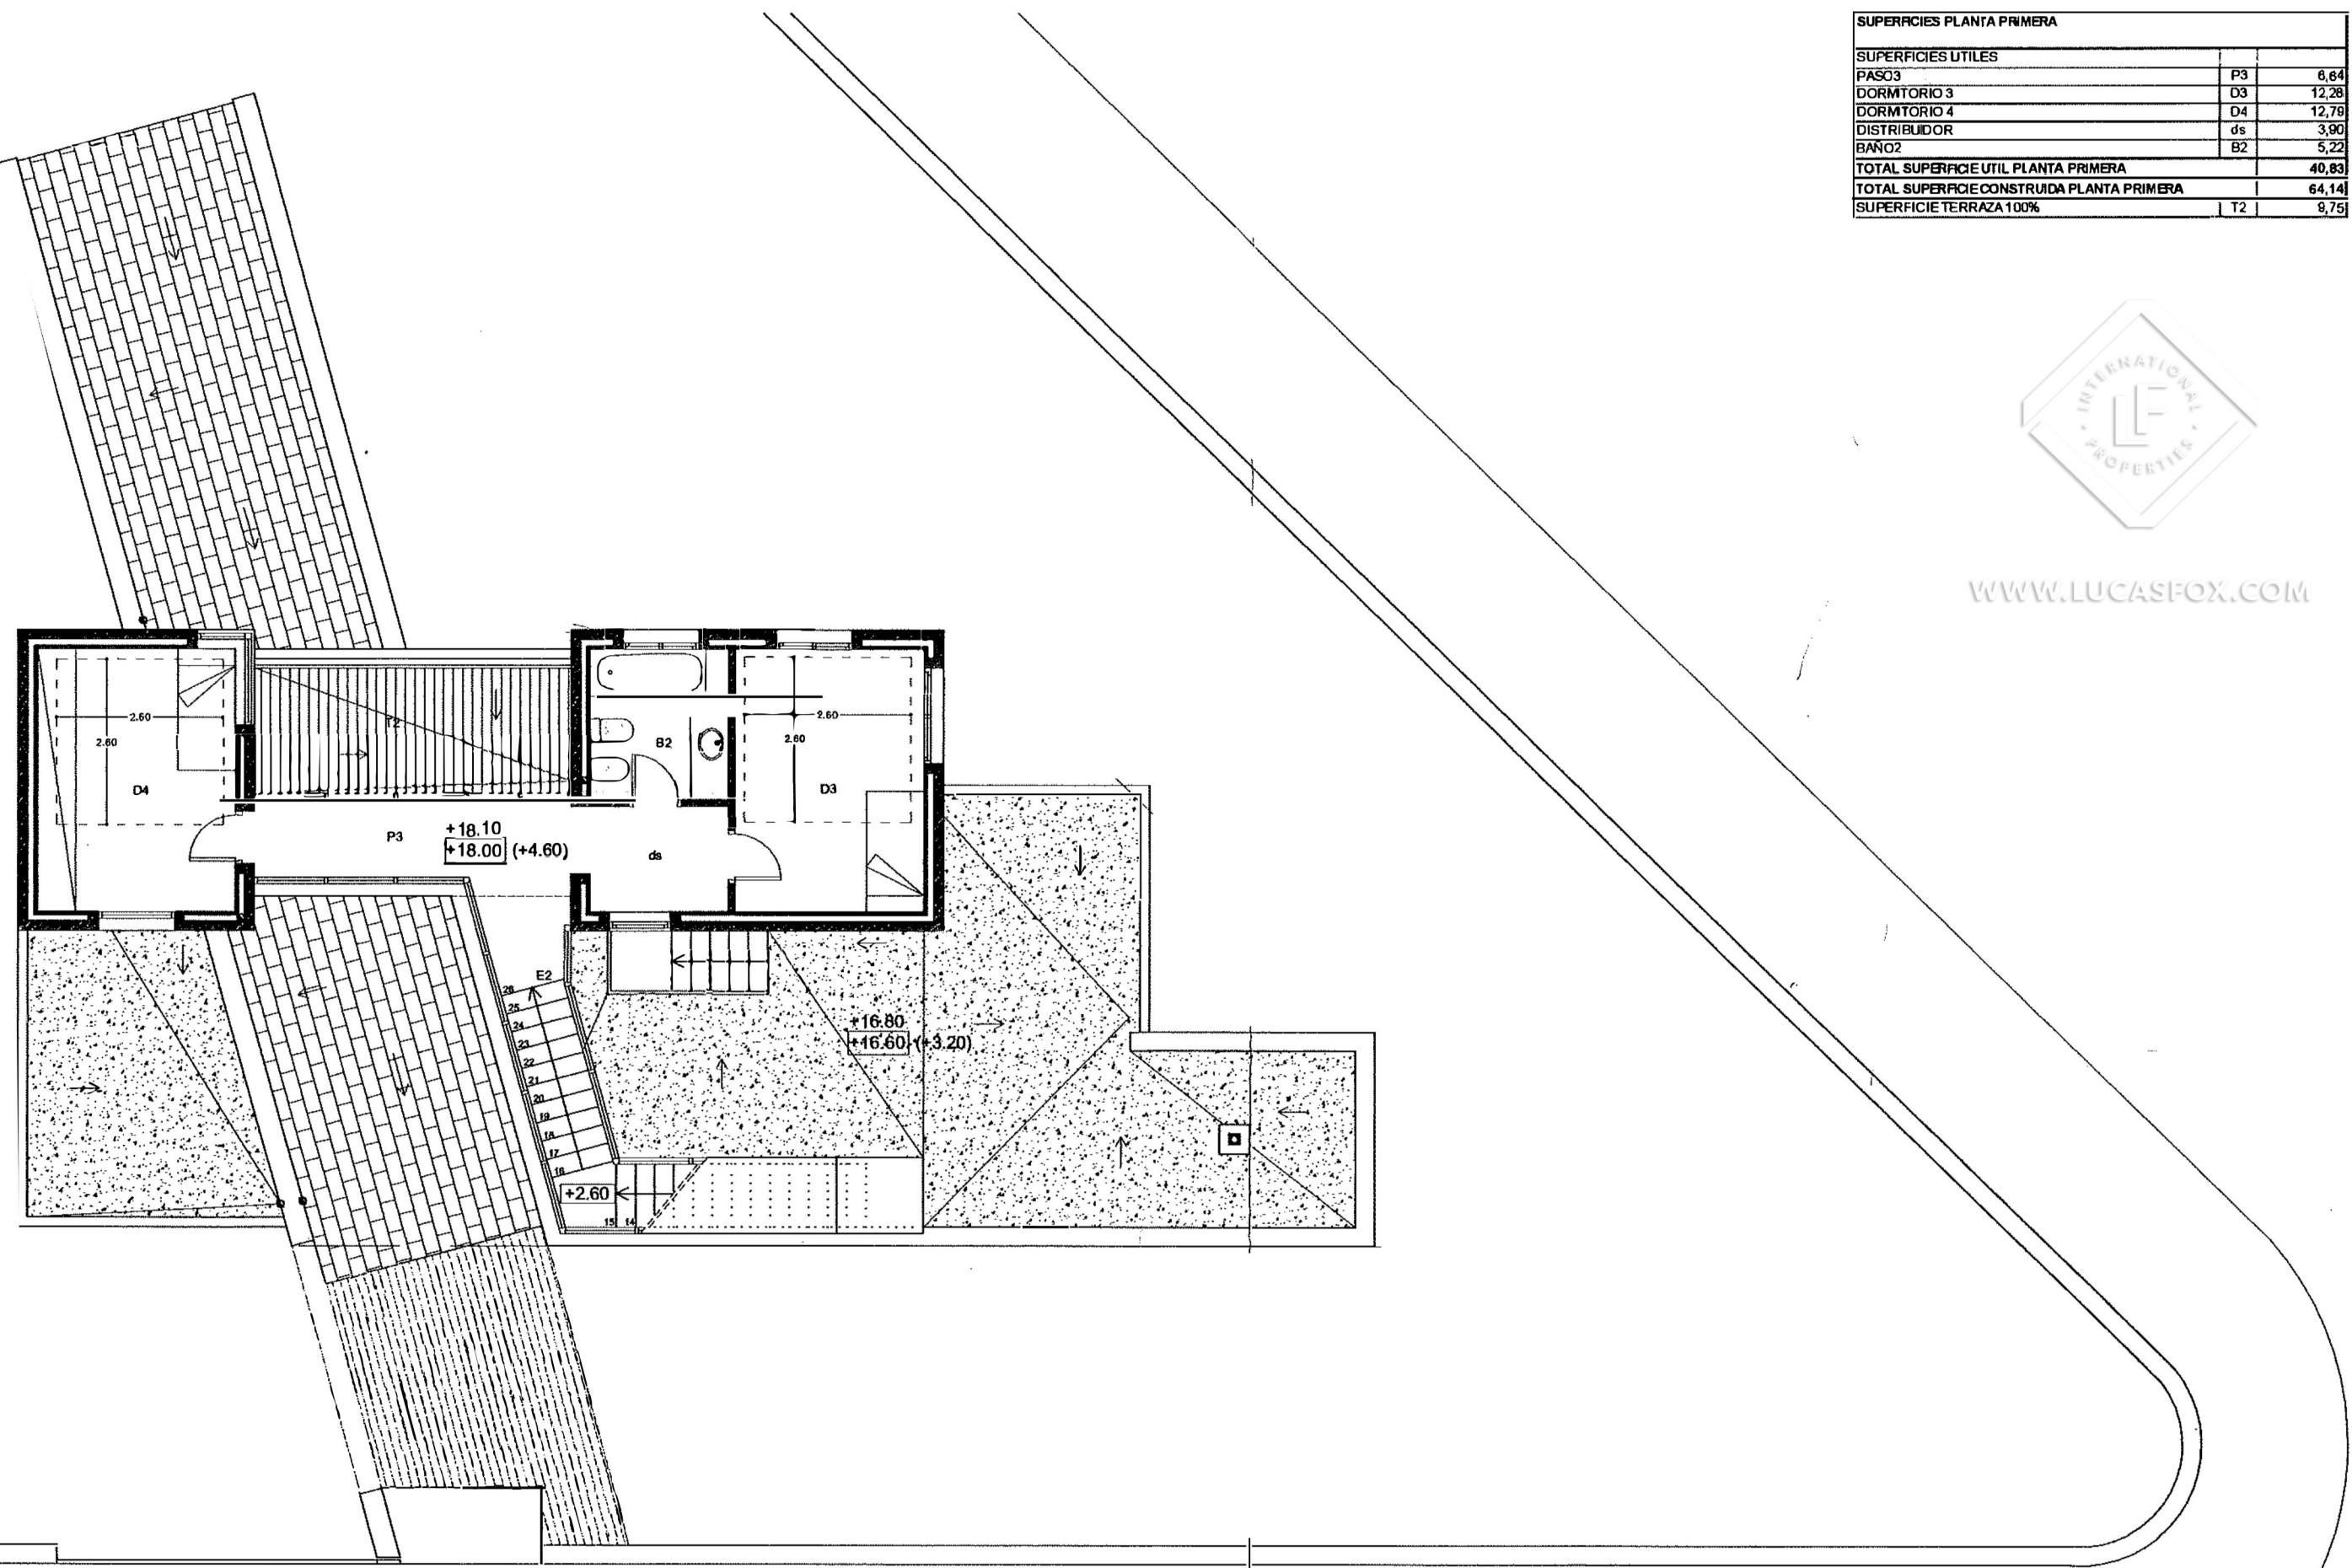 SUPERFICIES PLANTA PRIMERA
SUPERFICIES UTILES
PASO3 P3 6,64
DORMITORIO 3 D3 12,28
DORMITORIO 4 D4 12,79
DISTRIBUIDOR ds 3,90
BAÑO2 B2 5,22
TOTAL SUPERFICIE UTIL PLANTA PRIMERA 40,83
TOTAL SUPERFICIE CONSTRUIDA PLANTA PRIMERA 64,14
SUPERFICIE TERRAZA 100% T2 9,75
INTERNATIONAL
LF
PROPERTIES
WWW.LUCASFOX.COM
2.60
2.60
D4
T2
B2
2.60
2.60
D3
P3
+18.10
+18.00 (+4.60)
ds
E2
26
25
24
23
22
21
20
19
18
17
16
+16.80
+16.60 (+3.20)
+2.60
15 14